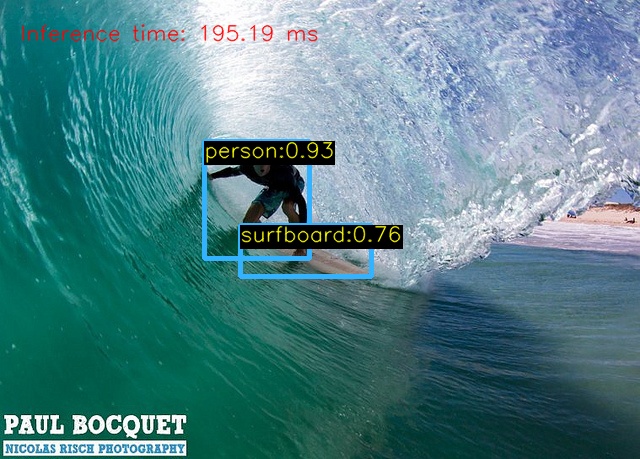 Inference time: 195.19 ms
person:0.93
surfboard:0.76
PAUL BOCQUET
NICOLAS RISCH PHOTOGRAPHY